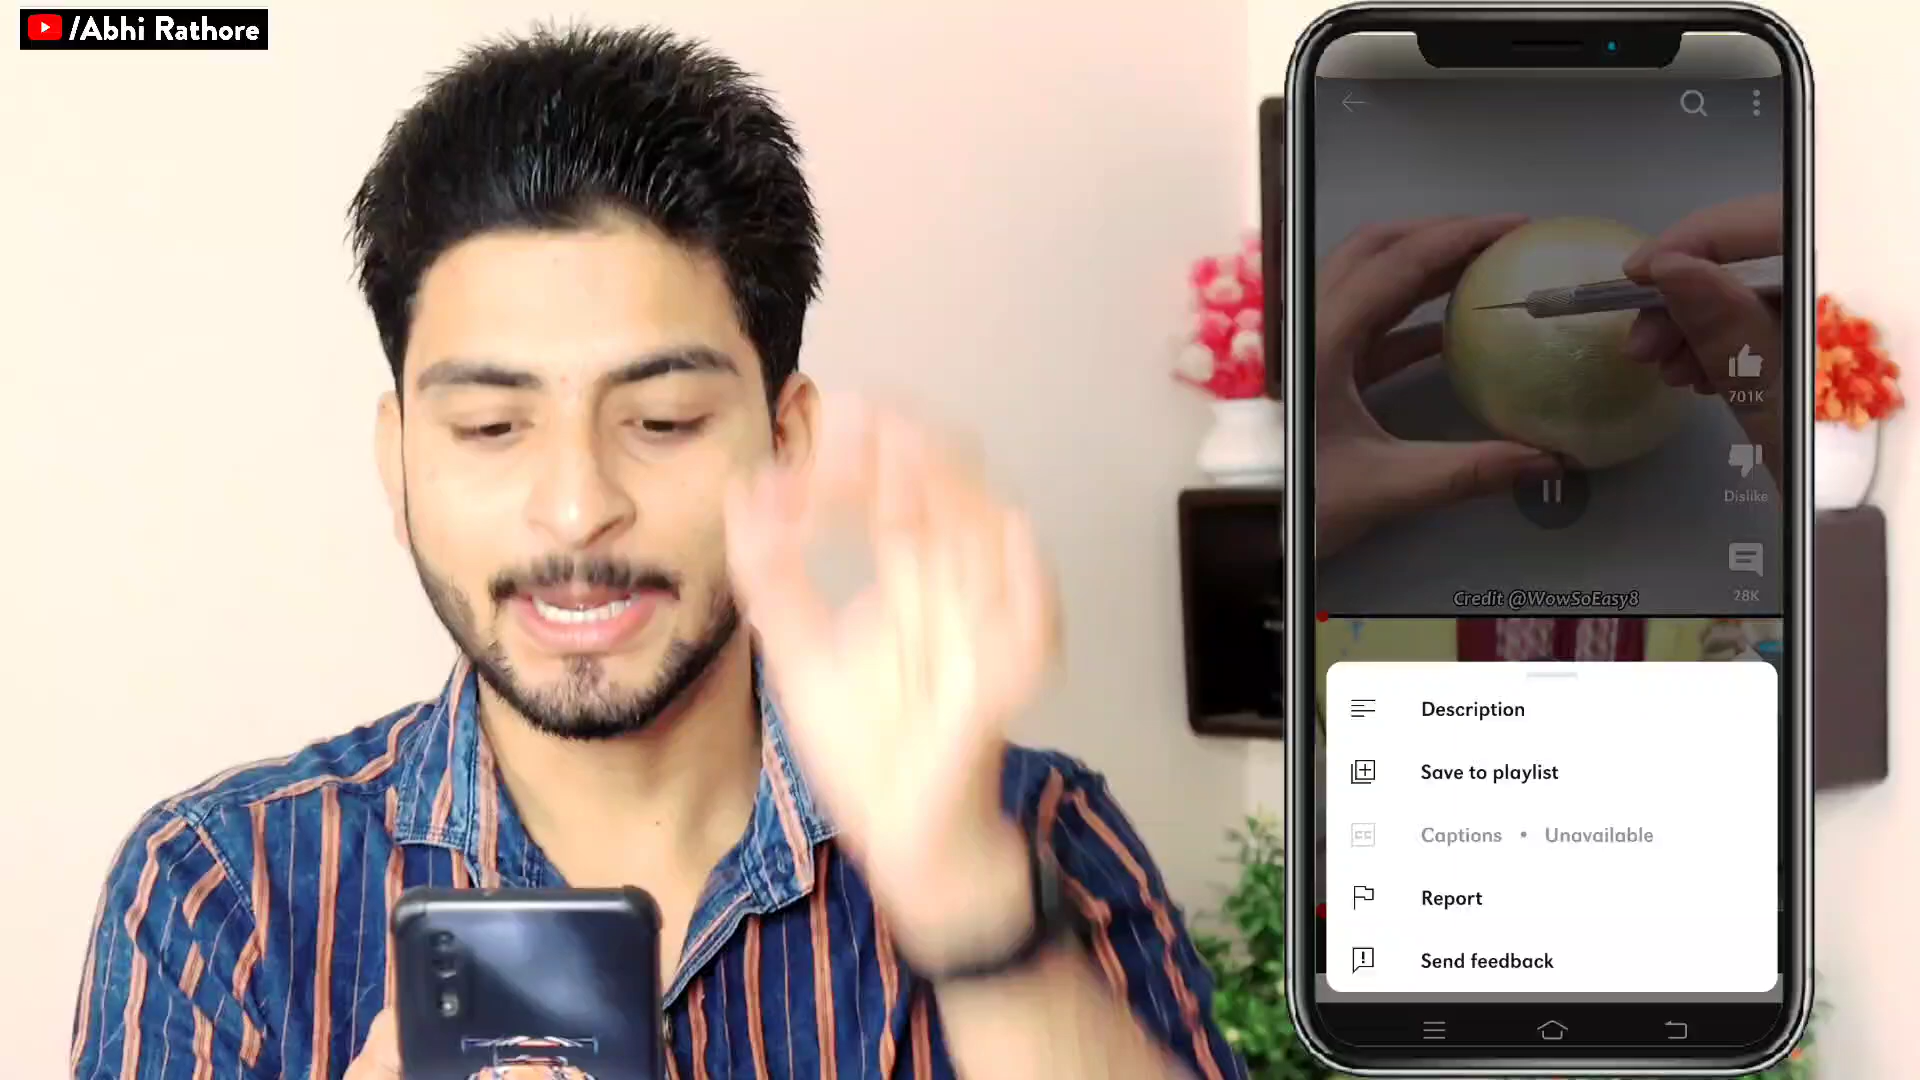 /Abhi Rathore
701K
Dislike
28K
Credit @WowSoEasy8
Description
Save to playlist
Captions • Unavailable
Report
Send feedback